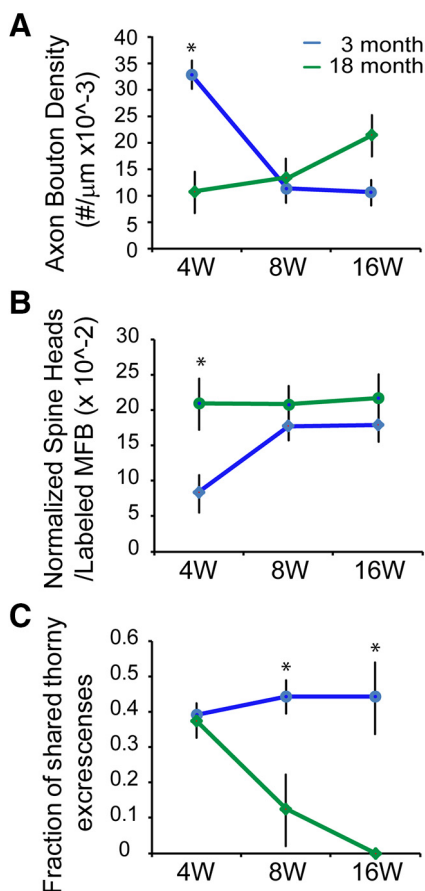 A
Axon Bouton Density
(#/μm x10^-3)
40
35
30
25
20
15
10
5
0
*
3 month
18 month
4W 8W 16W
B
Normalized Spine Heads
/Labeled MFB (x 10^-2)
30
25
20
15
10
5
0
*
4W 8W 16W
C
Fraction of shared thorny
excrescenses
0.6
0.5
0.4
0.3
0.2
0.1
0
*
*
4W 8W 16W